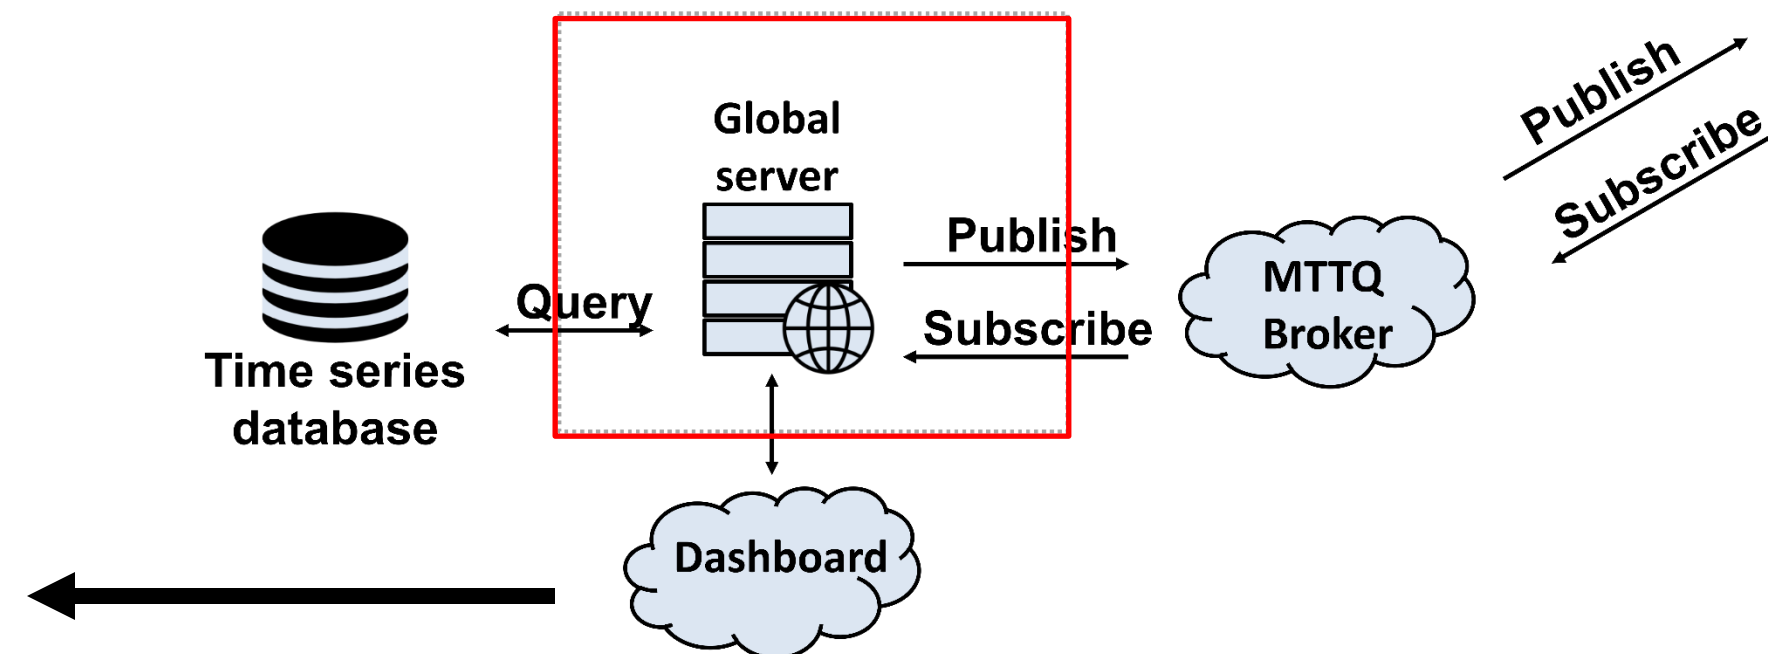 Global
server
Publish
Subscribe
Query
Time series
database
Publish
Subscribe
MTTQ
Broker
Dashboard